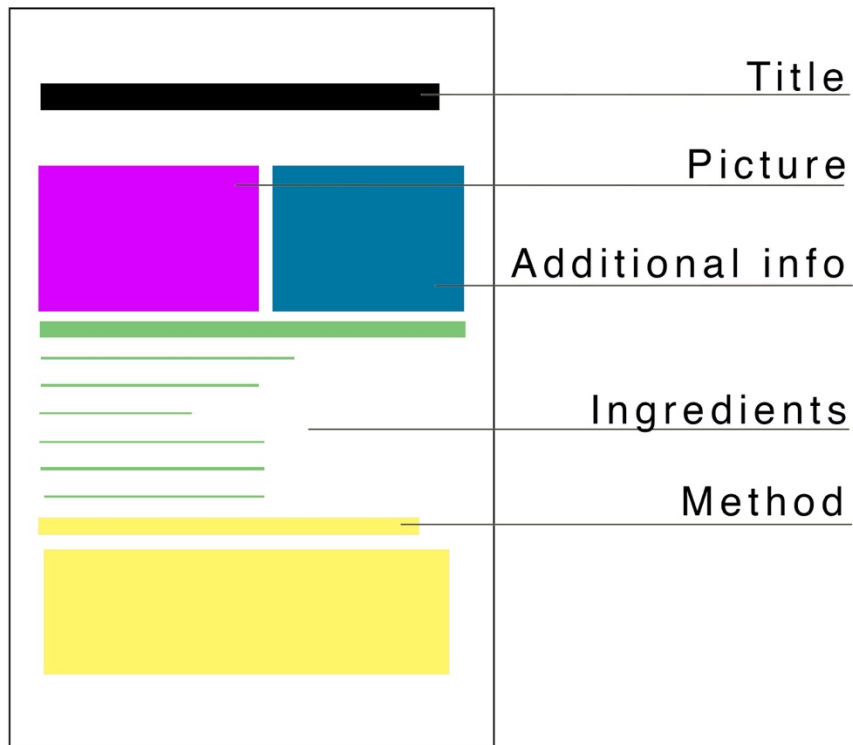 Title
Picture
Additional info
Ingredients
Method